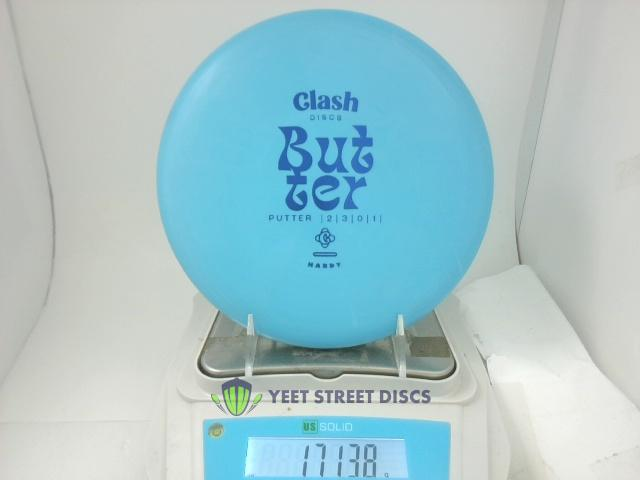 Clash
DISCS
But
ter
PUTTER |2|3|0|1|
HARDY
YEET STREET DISCS
US SOLID
171.38 g